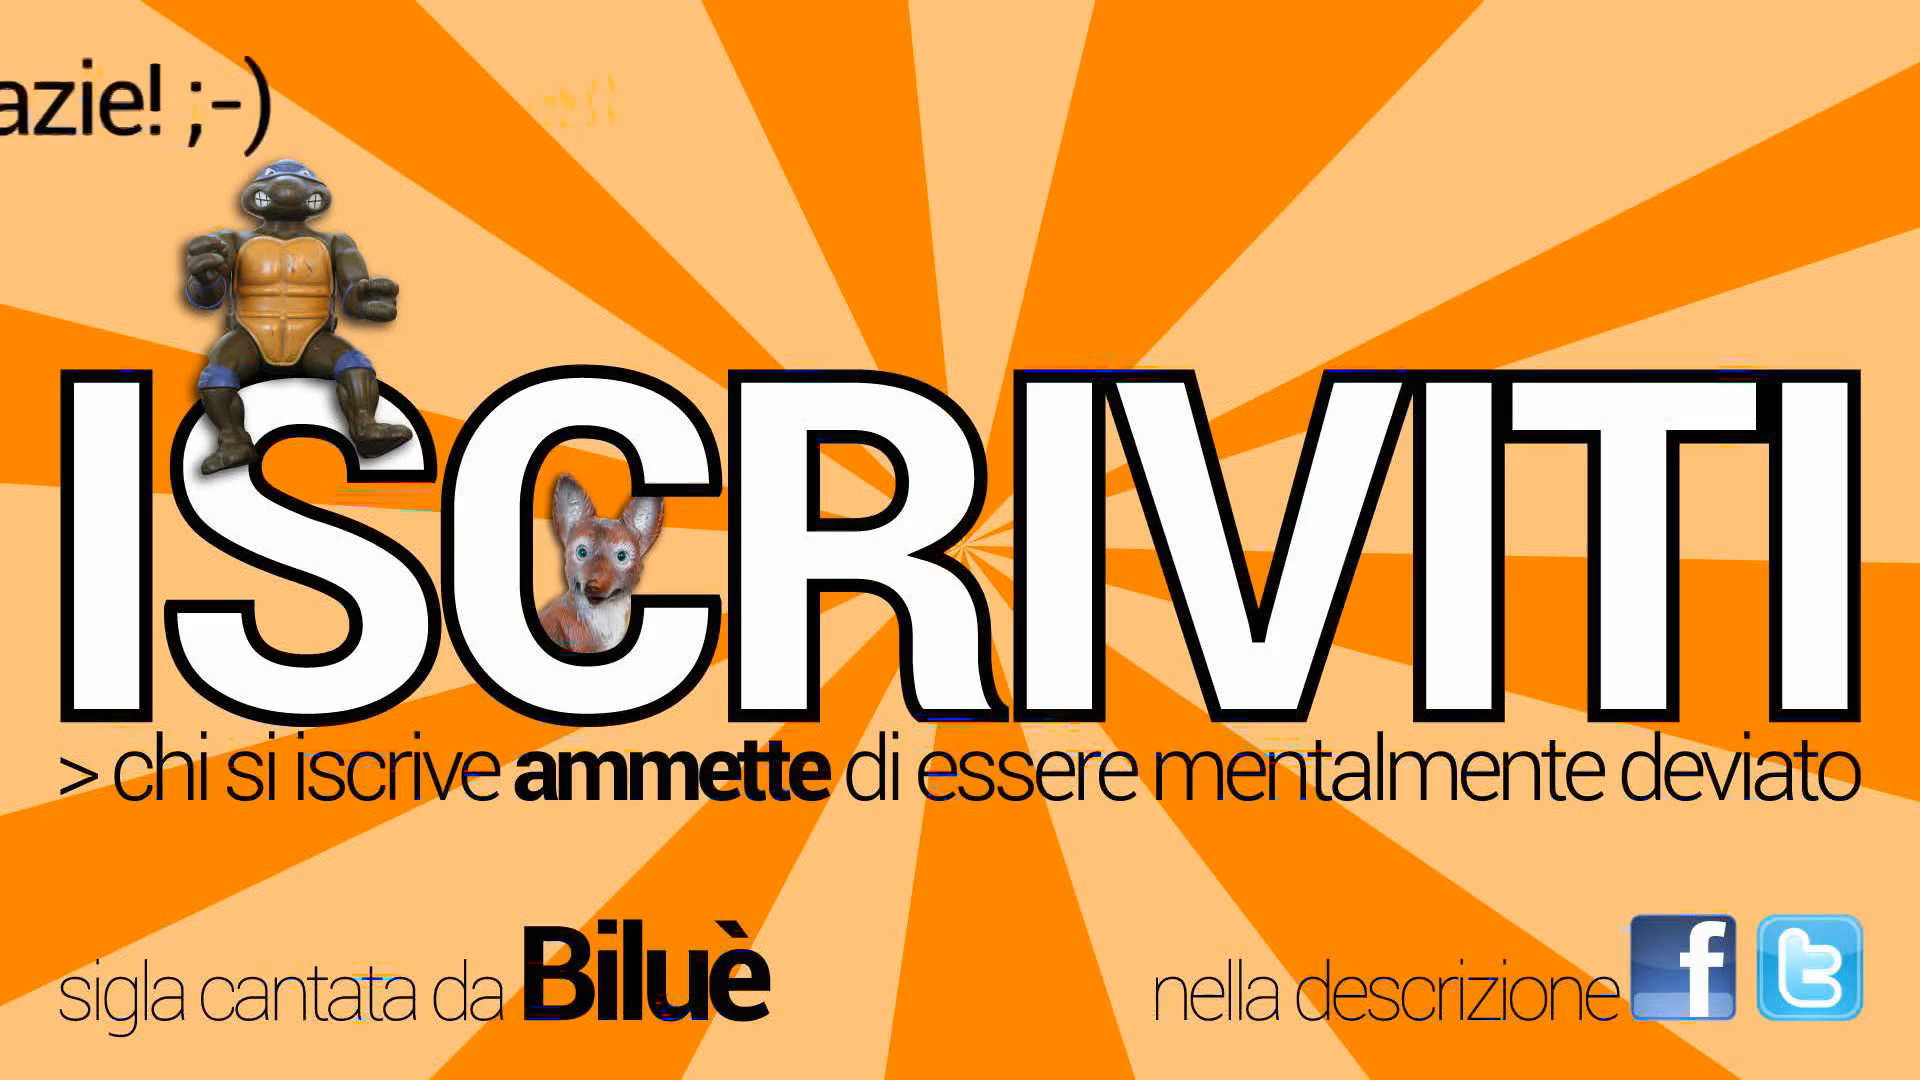 azie! ;-)
ISCRIVITI
> chi si iscrive ammette di essere mentalmente deviato
sigla cantata da Biluè
nella descrizione f t